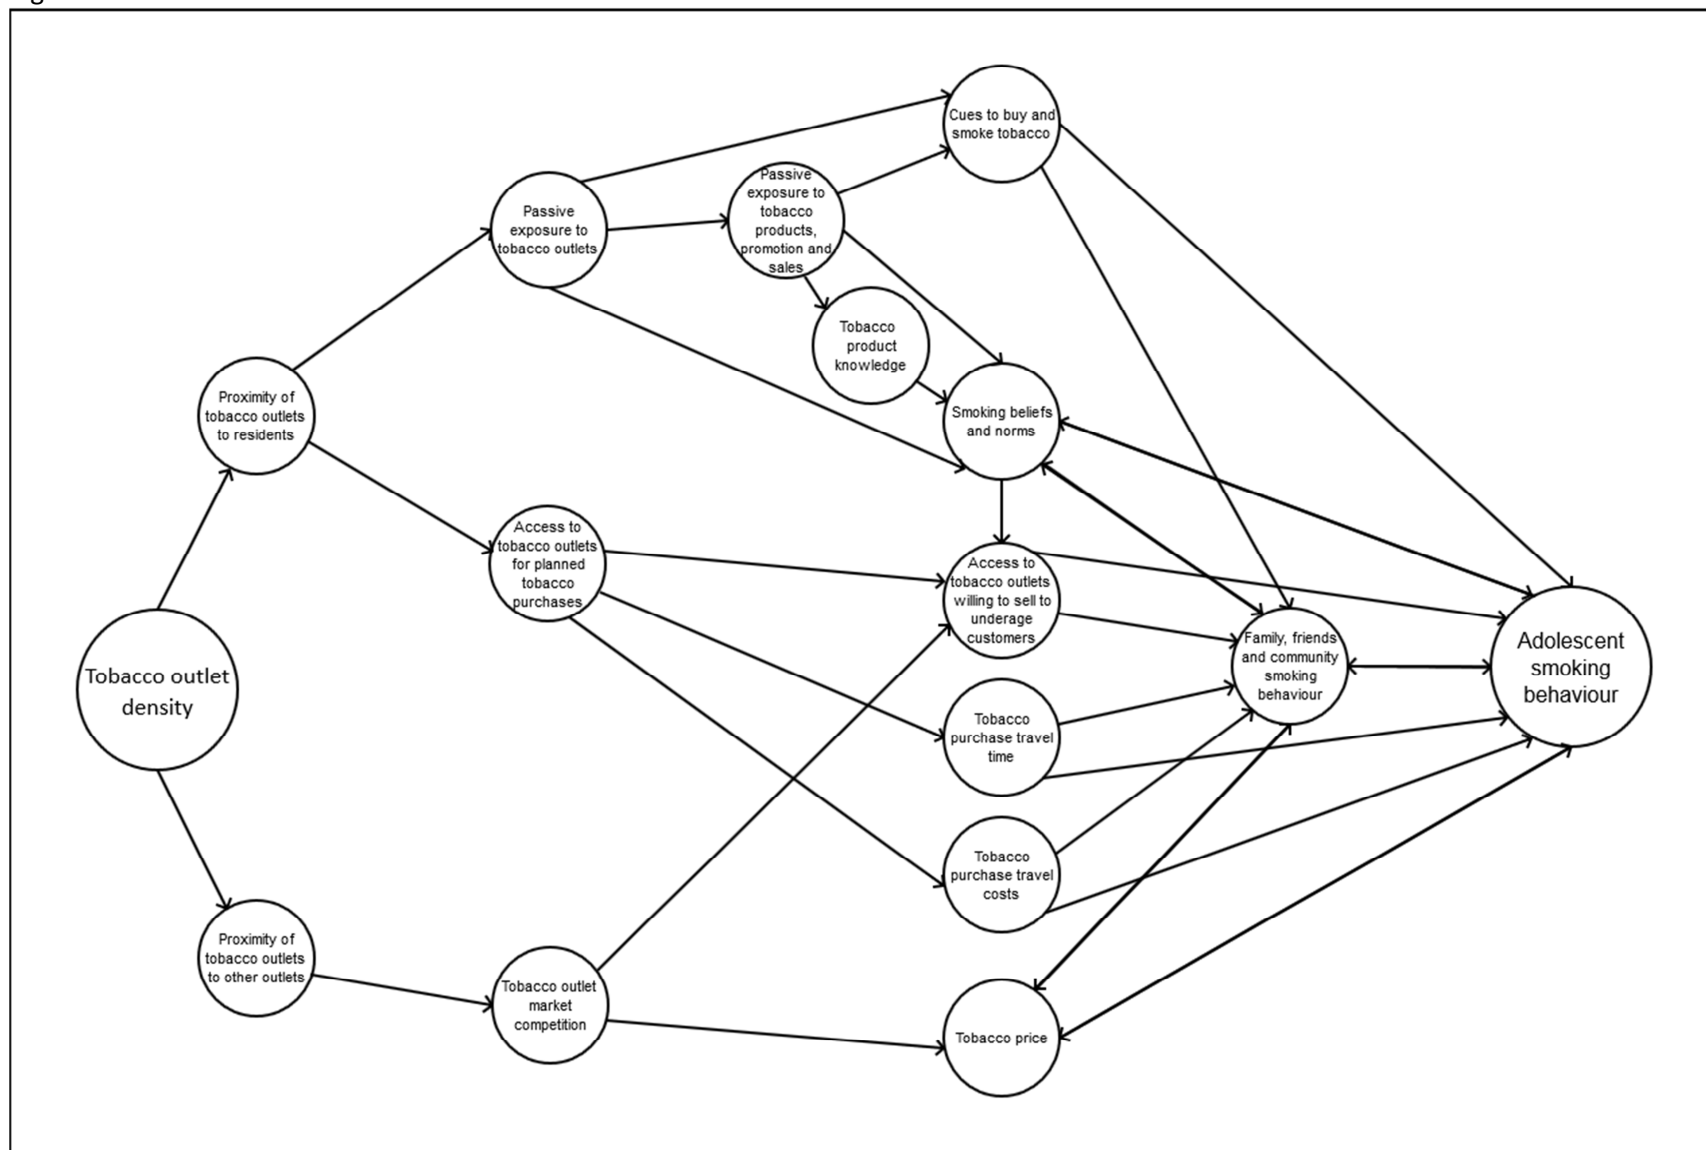 Cues to buy and
smoke tobacco
Passive
exposure to
tobacco
products,
promotion and
sales
Passive
exposure to
tobacco outlets
Tobacco
product
knowledge
Proximity of
tobacco outlets
to residents
Smoking beliefs
and norms
Access to
tobacco outlets
for planned
tobacco
purchases
Access to
tobacco outlets
willing to sell to
underage
customers
Tobacco outlet
density
Family, friends
and community
smoking
behaviour
Adolescent
smoking
behaviour
Tobacco
purchase travel
time
Tobacco
purchase travel
costs
Proximity of
tobacco outlets
to other outlets
Tobacco outlet
market
competition
Tobacco price